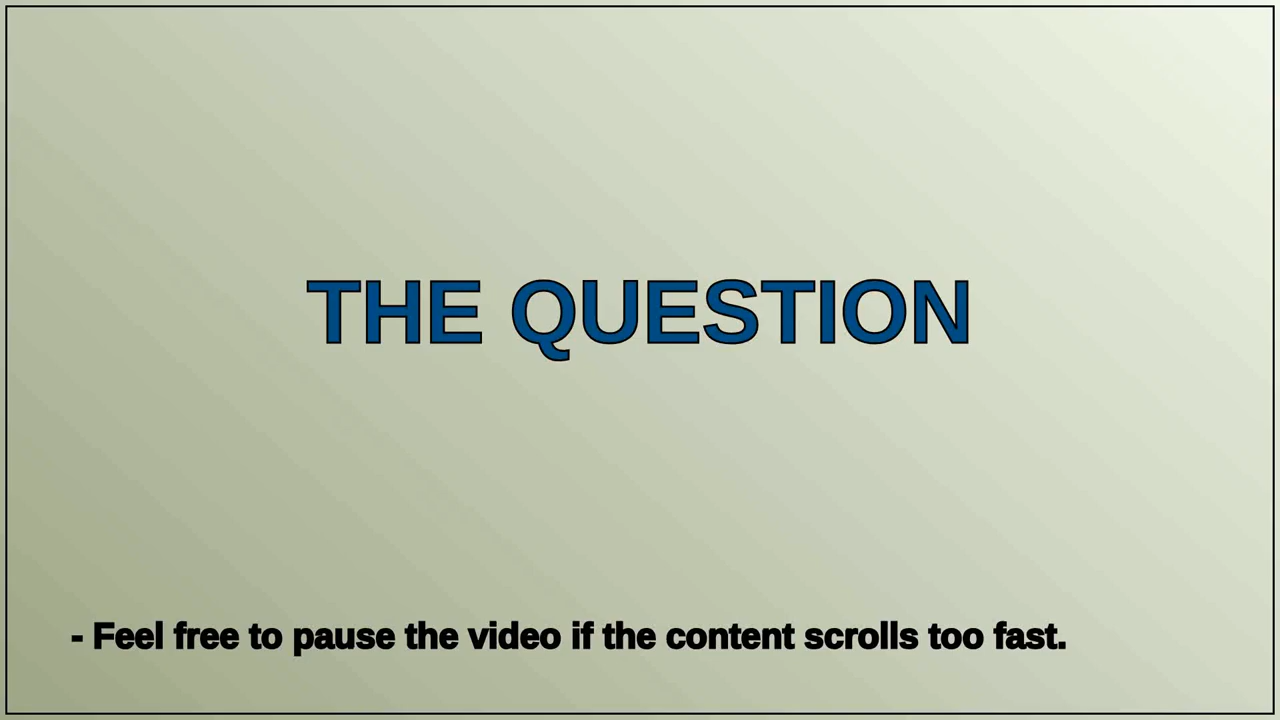 THE QUESTION
- Feel free to pause the video if the content scrolls too fast.